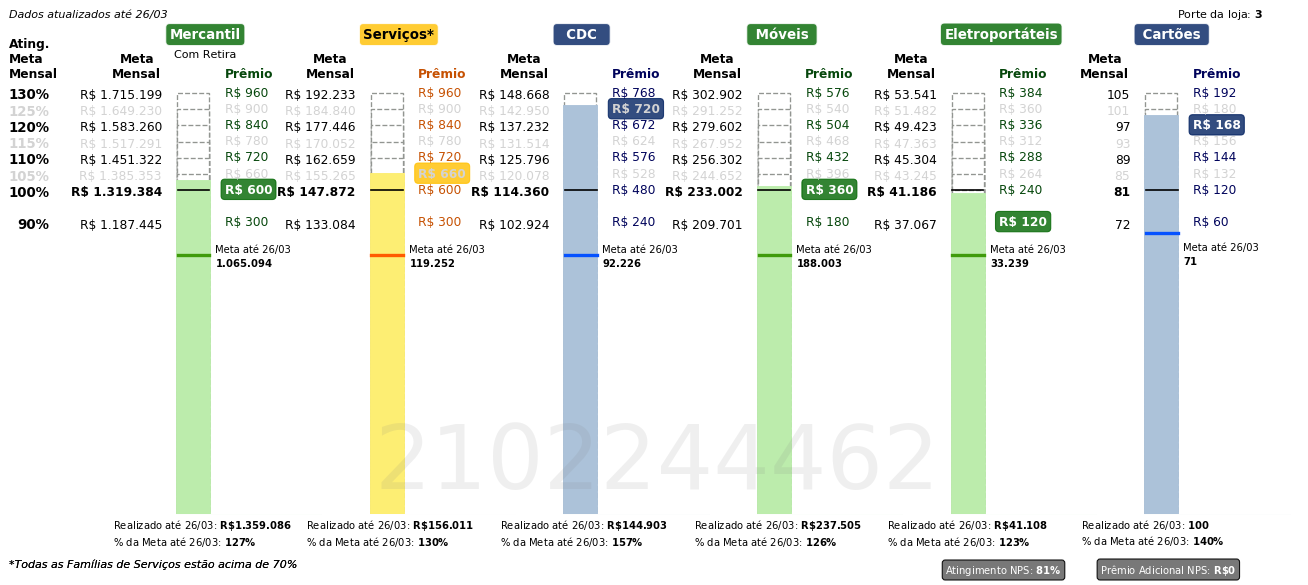 Dados atualizados até 26/03 Porte da loja: 3
Mercantil Serviços* CDC Móveis Eletroportáteis Cartões
Ating. Meta Mensal Meta Mensal Com Retira Prêmio Meta Mensal Prêmio Meta Mensal Prêmio Meta Mensal Prêmio Meta Mensal Prêmio Meta Mensal Prêmio
130% R$ 1.715.199 R$ 960 R$ 192.233 R$ 960 R$ 148.668 R$ 768 R$ 302.902 R$ 576 R$ 53.541 R$ 384 105 R$ 192
125% R$ 1.649.230 R$ 900 R$ 184.840 R$ 900 R$ 142.950 R$ 720 R$ 291.252 R$ 540 R$ 51.482 R$ 360 101 R$ 180
120% R$ 1.583.260 R$ 840 R$ 177.446 R$ 840 R$ 137.232 R$ 672 R$ 279.602 R$ 504 R$ 49.423 R$ 336 97 R$ 168
115% R$ 1.517.291 R$ 780 R$ 170.052 R$ 780 R$ 131.514 R$ 624 R$ 267.952 R$ 468 R$ 47.363 R$ 312 93 R$ 156
110% R$ 1.451.322 R$ 720 R$ 162.659 R$ 720 R$ 125.796 R$ 576 R$ 256.302 R$ 432 R$ 45.304 R$ 288 89 R$ 144
105% R$ 1.385.353 R$ 660 R$ 155.265 R$ 660 R$ 120.078 R$ 528 R$ 244.652 R$ 396 R$ 43.245 R$ 264 85 R$ 132
100% R$ 1.319.384 R$ 600 R$ 147.872 R$ 600 R$ 114.360 R$ 480 R$ 233.002 R$ 360 R$ 41.186 R$ 240 81 R$ 120
90% R$ 1.187.445 R$ 300 R$ 133.084 R$ 300 R$ 102.924 R$ 240 R$ 209.701 R$ 180 R$ 37.067 R$ 120 72 R$ 60
Meta até 26/03 Meta até 26/03 Meta até 26/03 Meta até 26/03 Meta até 26/03 Meta até 26/03
1.065.094 119.252 92.226 188.003 33.239 71
2102244462
Realizado até 26/03: R$1.359.086 Realizado até 26/03: R$156.011 Realizado até 26/03: R$144.903 Realizado até 26/03: R$237.505 Realizado até 26/03: R$41.108 Realizado até 26/03: 100
% da Meta até 26/03: 127% % da Meta até 26/03: 130% % da Meta até 26/03: 157% % da Meta até 26/03: 126% % da Meta até 26/03: 123% % da Meta até 26/03: 140%
*Todas as Famílias de Serviços estão acima de 70% Atingimento NPS: 81% Prêmio Adicional NPS: R$0